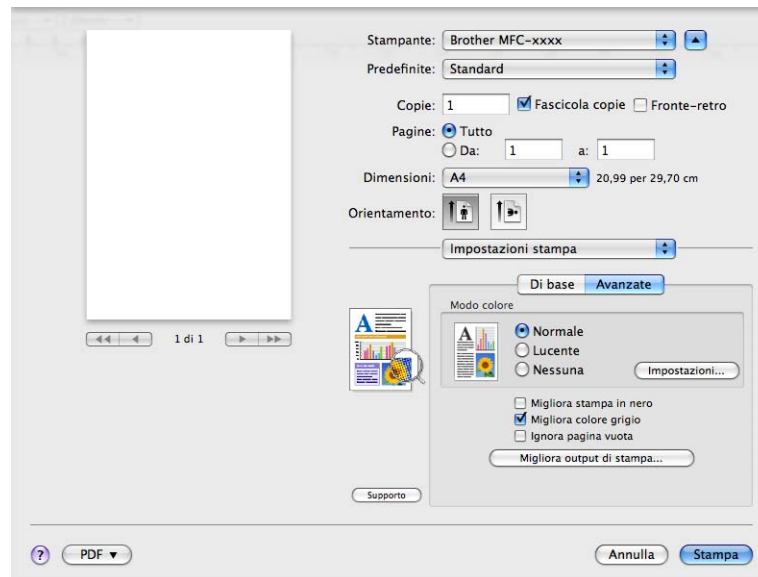 Stampante: Brother MFC-xxxx
Predefinite: Standard
Copie: 1 Fascicola copie Fronte-retro
Pagine: Tutto
Da: 1 a: 1
Dimensioni: A4 20,99 per 29,70 cm
Orientamento:
Impostazioni stampa
Di base Avanzate
Modo colore
Normale
Lucente
Nessuna Impostazioni...
Migliora stampa in nero
Migliora colore grigio
Ignora pagina vuota
Migliora output di stampa...
1 di 1
Supporto
? PDF Annulla Stampa